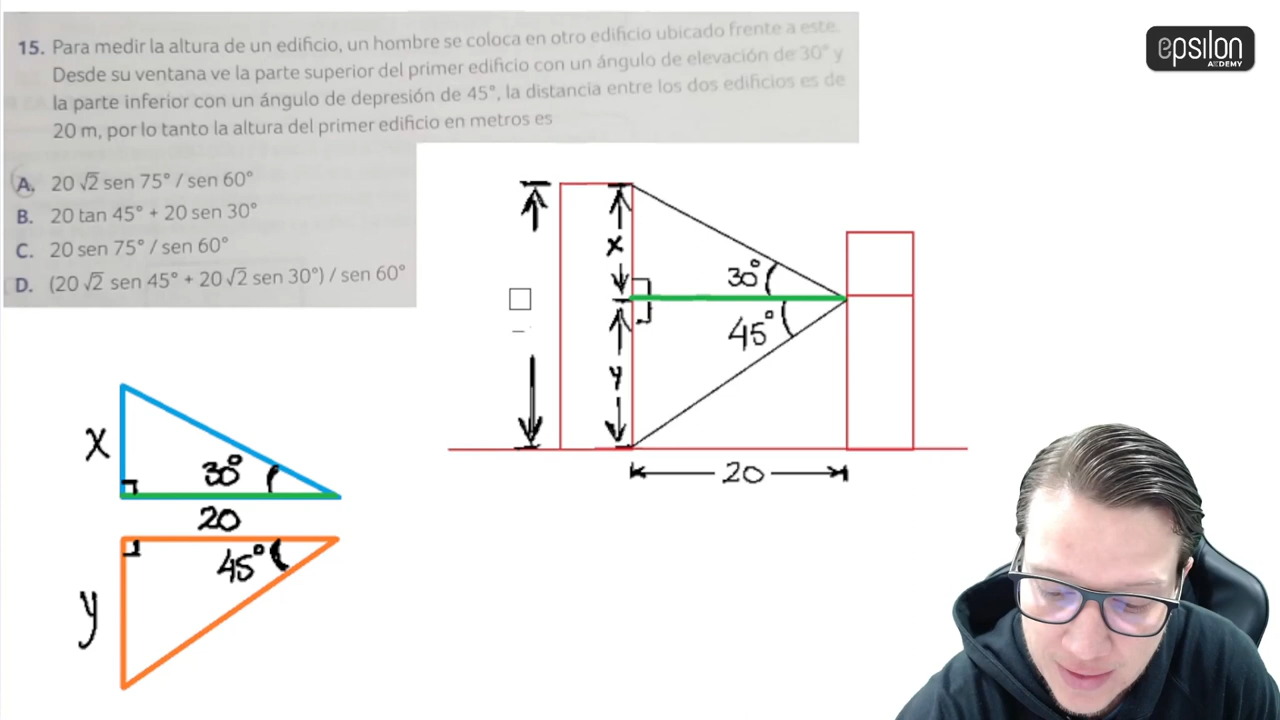 15. Para medir la altura de un edificio, un hombre se coloca en otro edificio ubicado frente a este.
Desde su ventana ve la parte superior del primer edificio con un ángulo de elevación de 30° y
la parte inferior con un ángulo de depresión de 45°, la distancia entre los dos edificios es de
20 m, por lo tanto la altura del primer edificio en metros es
A. 20 √2 sen 75° / sen 60°
B. 20 tan 45° + 20 sen 30°
C. 20 sen 75° / sen 60°
D. (20 √2 sen 45° + 20 √2 sen 30°) / sen 60°
epsilon
ACADEMY
x
30°
45°
y
20
x
30°
20
45°
y